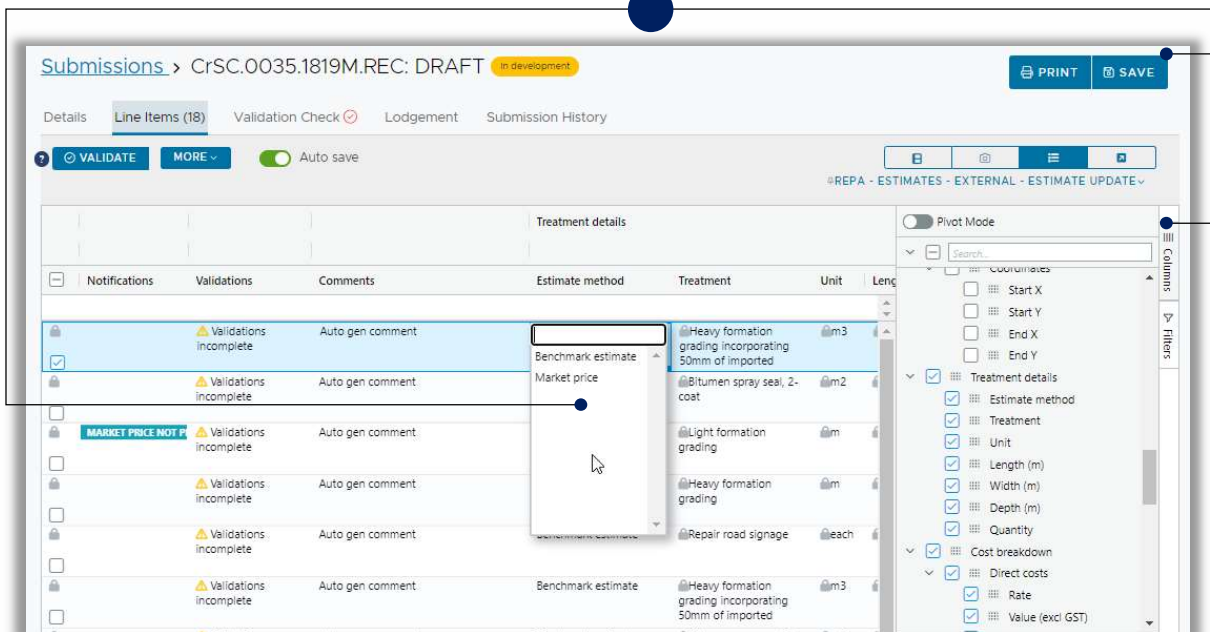 Submissions > CrSC.0035.1819M.REC: DRAFT In development
PRINT SAVE
Details Line Items (18) Validation Check Lodgement Submission History
? VALIDATE MORE Auto save
#REPA - ESTIMATES - EXTERNAL - ESTIMATE UPDATE
Treatment details
Pivot Mode
Search...
Columns
Filters
Notifications Validations Comments Estimate method Treatment Unit Leng
Validations
incomplete
Auto gen comment
Heavy formation
grading incorporating
50mm of imported
m3
Benchmark estimate
Market price
Validations
incomplete
Auto gen comment
Bitumen spray seal, 2-
coat
m2
MARKET PRICE NOT P
Validations
incomplete
Auto gen comment
Light formation
grading
m
Validations
incomplete
Auto gen comment
Heavy formation
grading
m
Validations
incomplete
Auto gen comment
Benchmark estimate
Repair road signage
each
Validations
incomplete
Auto gen comment
Benchmark estimate
Heavy formation
grading incorporating
50mm of imported
m3
Coordinates
Start X
Start Y
End X
End Y
Treatment details
Estimate method
Treatment
Unit
Length (m)
Width (m)
Depth (m)
Quantity
Cost breakdown
Direct costs
Rate
Value (excl GST)